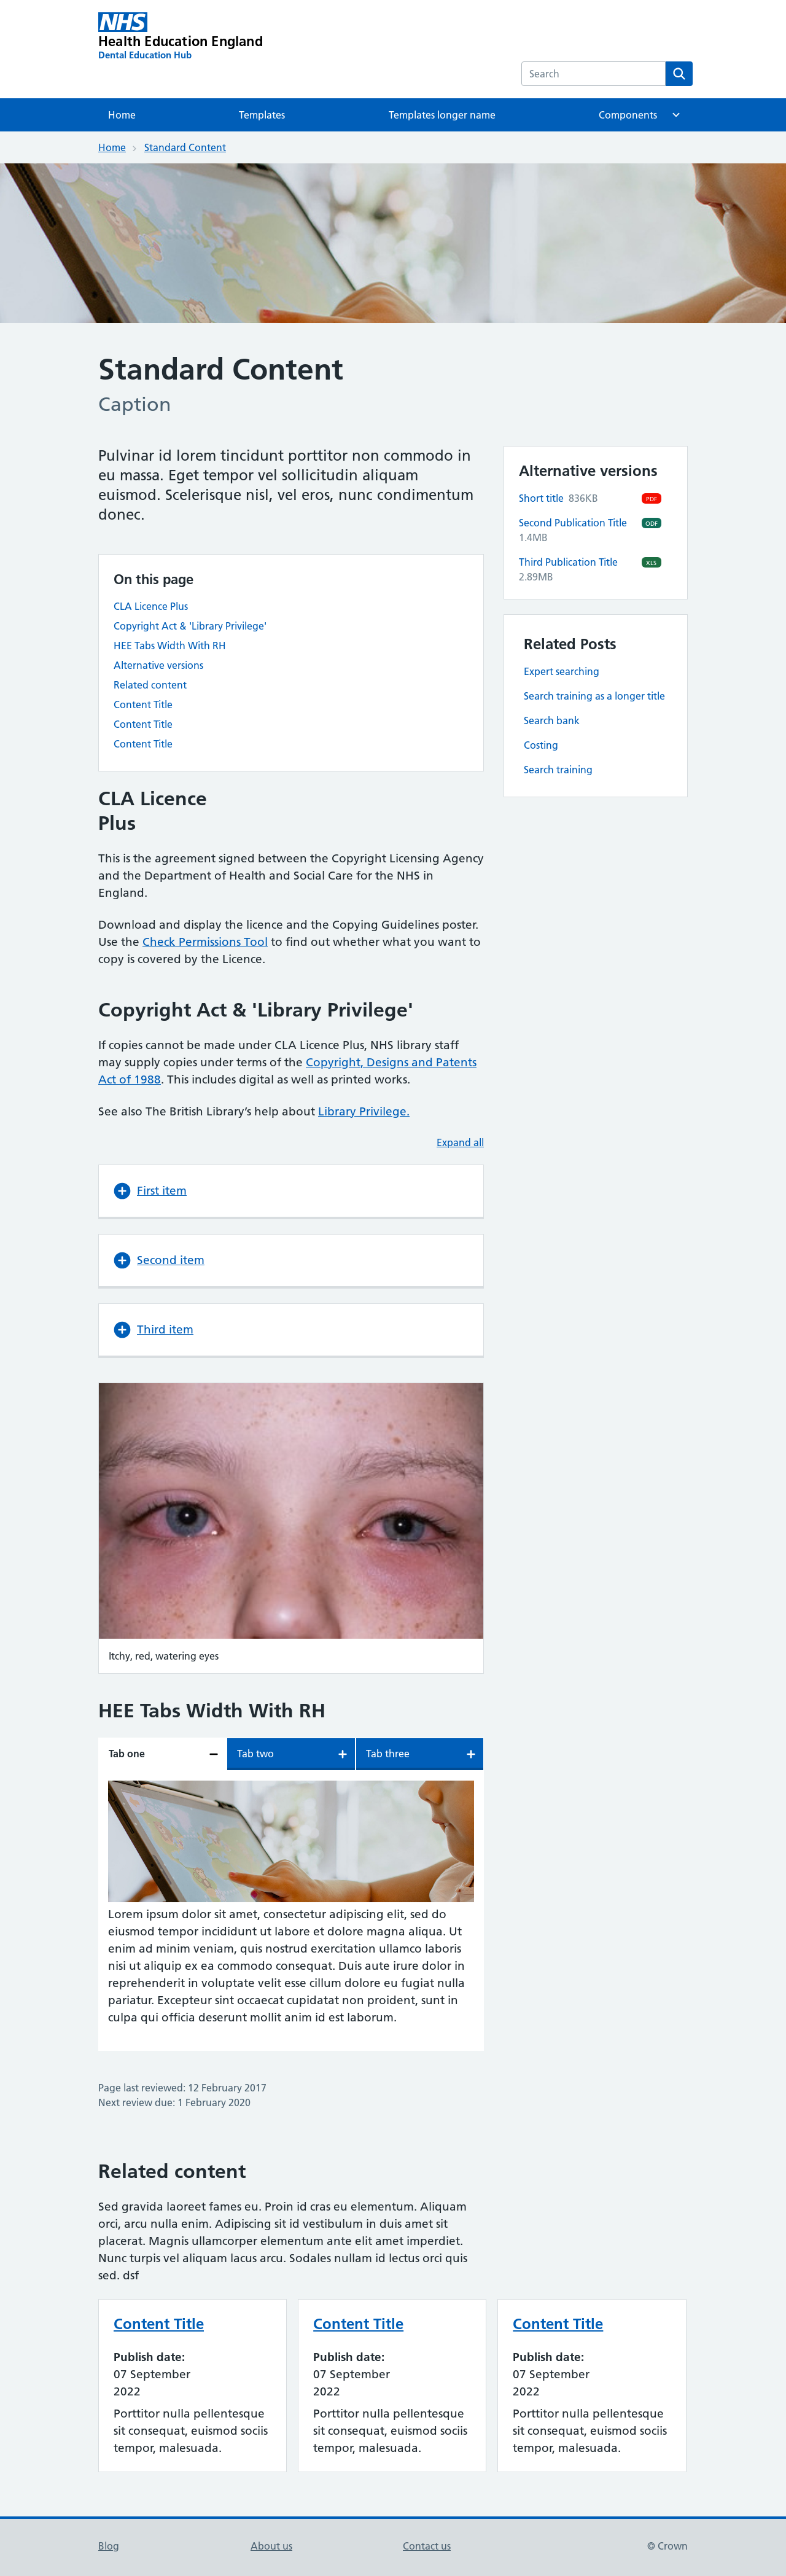 NHS
Health Education England
Dental Education Hub
Search
Home
Templates
Templates longer name
Components
Home
Standard Content
Standard Content
Caption
Pulvinar id lorem tincidunt porttitor non commodo in
eu massa. Eget tempor vel sollicitudin aliquam
euismod. Scelerisque nisl, vel eros, nunc condimentum
donec.
On this page
CLA Licence Plus
Copyright Act & 'Library Privilege'
HEE Tabs Width With RH
Alternative versions
Related content
Content Title
Content Title
Content Title
Alternative versions
Short title 836KB
PDF
Second Publication Title
ODF
1.4MB
Third Publication Title
XLS
2.89MB
Related Posts
Expert searching
Search training as a longer title
Search bank
Costing
Search training
CLA Licence
Plus
This is the agreement signed between the Copyright Licensing Agency
and the Department of Health and Social Care for the NHS in
England.
Download and display the licence and the Copying Guidelines poster.
Use the Check Permissions Tool to find out whether what you want to
copy is covered by the Licence.
Copyright Act & 'Library Privilege'
If copies cannot be made under CLA Licence Plus, NHS library staff
may supply copies under terms of the Copyright, Designs and Patents
Act of 1988. This includes digital as well as printed works.
See also The British Library’s help about Library Privilege.
Expand all
First item
Second item
Third item
Itchy, red, watering eyes
HEE Tabs Width With RH
Tab one
Tab two
Tab three
Lorem ipsum dolor sit amet, consectetur adipiscing elit, sed do
eiusmod tempor incididunt ut labore et dolore magna aliqua. Ut
enim ad minim veniam, quis nostrud exercitation ullamco laboris
nisi ut aliquip ex ea commodo consequat. Duis aute irure dolor in
reprehenderit in voluptate velit esse cillum dolore eu fugiat nulla
pariatur. Excepteur sint occaecat cupidatat non proident, sunt in
culpa qui officia deserunt mollit anim id est laborum.
Page last reviewed: 12 February 2017
Next review due: 1 February 2020
Related content
Sed gravida laoreet fames eu. Proin id cras eu elementum. Aliquam
orci, arcu nulla enim. Adipiscing sit id vestibulum in duis amet sit
placerat. Magnis ullamcorper elementum ante elit amet imperdiet.
Nunc turpis vel aliquam lacus arcu. Sodales nullam id lectus orci quis
sed. dsf
Content Title
Publish date:
07 September
2022
Porttitor nulla pellentesque
sit consequat, euismod sociis
tempor, malesuada.
Content Title
Publish date:
07 September
2022
Porttitor nulla pellentesque
sit consequat, euismod sociis
tempor, malesuada.
Content Title
Publish date:
07 September
2022
Porttitor nulla pellentesque
sit consequat, euismod sociis
tempor, malesuada.
Blog
About us
Contact us
© Crown